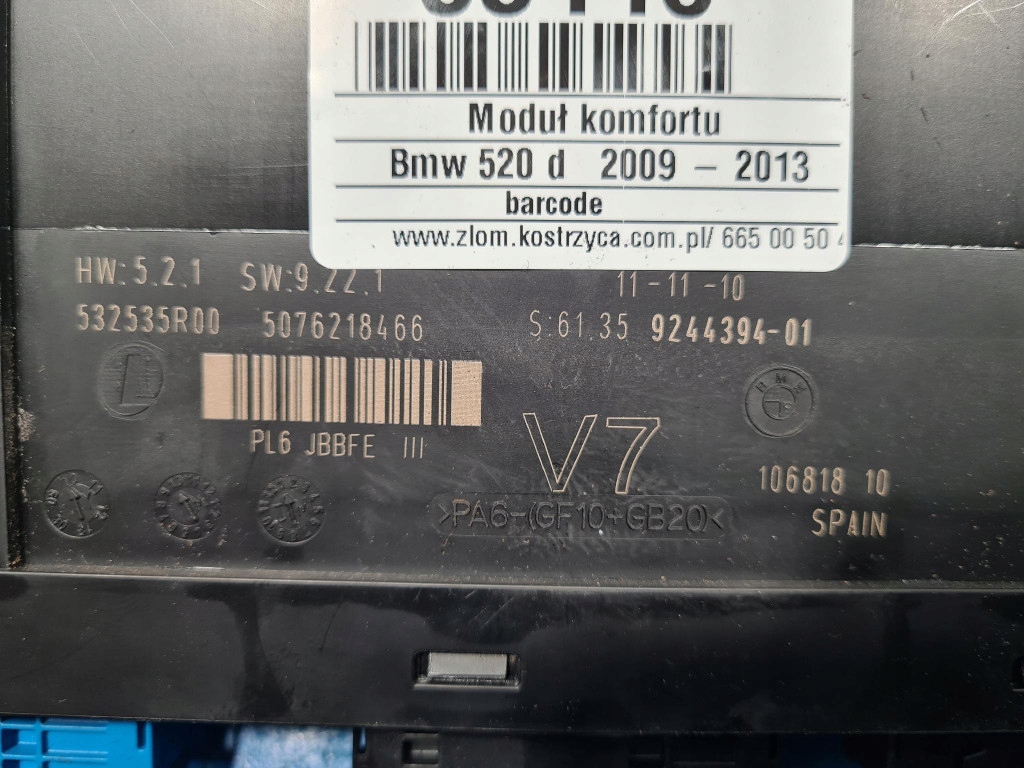 Moduł komfortu
Bmw 520 d 2009 - 2013
barcode
www.zlom.kostrzyca.com.pl/ 665 00 50
HW:5.2.1 SW:9.22.1 11-11-10
532535R00 5076218466 S:61.35 9244394-01
PL6 JBBFE III
V7
106818 10
>PA6-(GF10+GB20)<
SPAIN
BMW